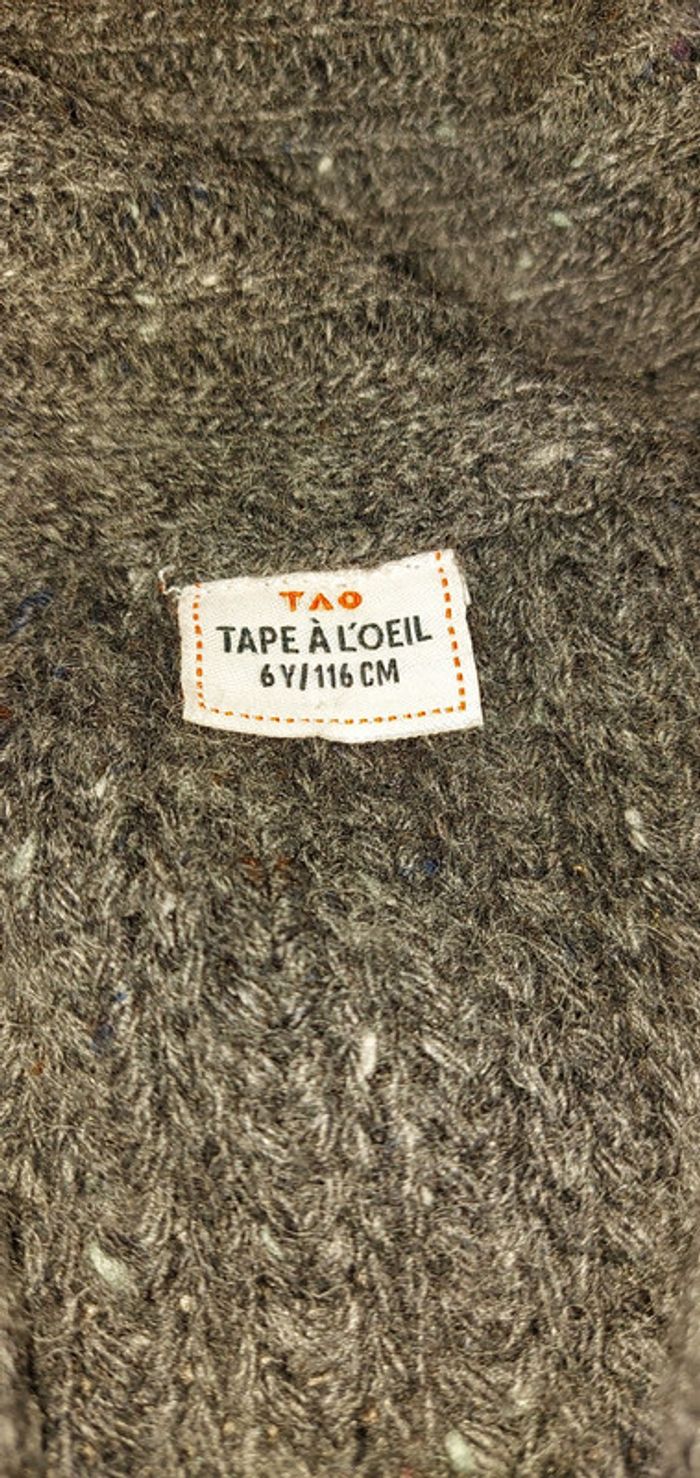 TAO
TAPE À L'OEIL
6 Y/116 CM